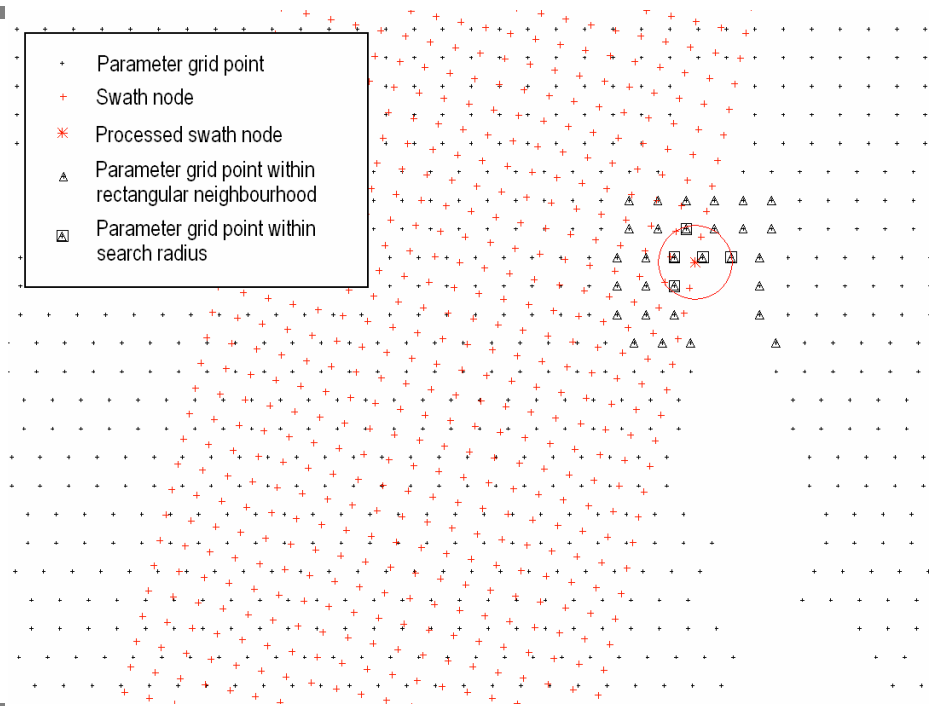 Parameter grid point
Swath node
Processed swath node
Parameter grid point within
rectangular neighbourhood
Parameter grid point within
search radius